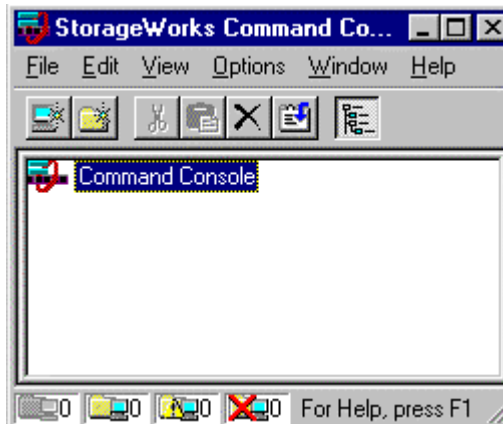 StorageWorks Command Co...
File Edit View Options Window Help
Command Console
0 0 0 0 For Help, press F1